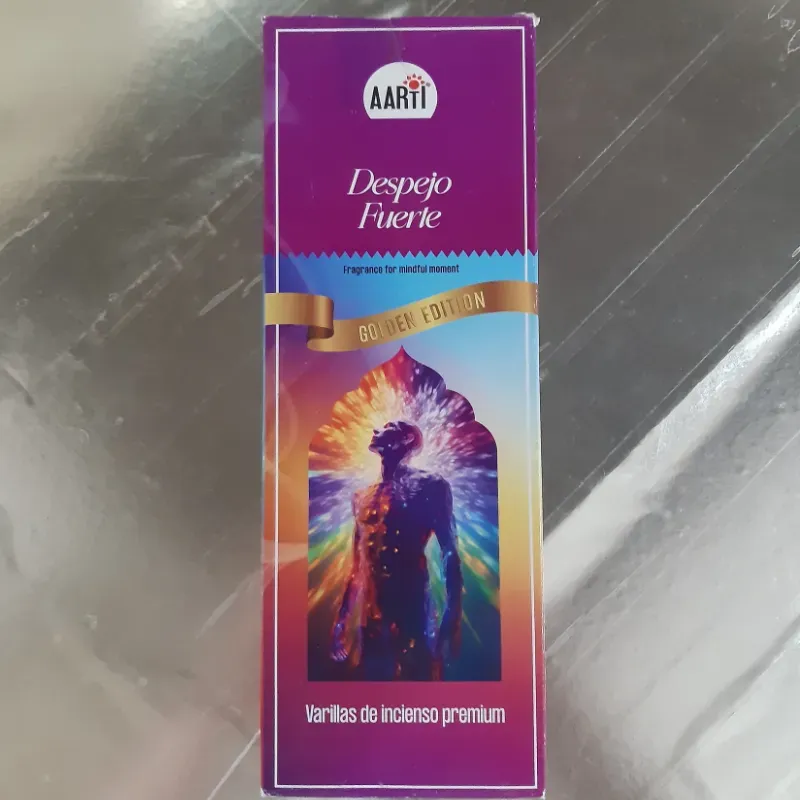 AARTI
Despejo
Fuerte
Fragrance for mindful moment
GOLDEN EDITION
Varillas de incienso premium